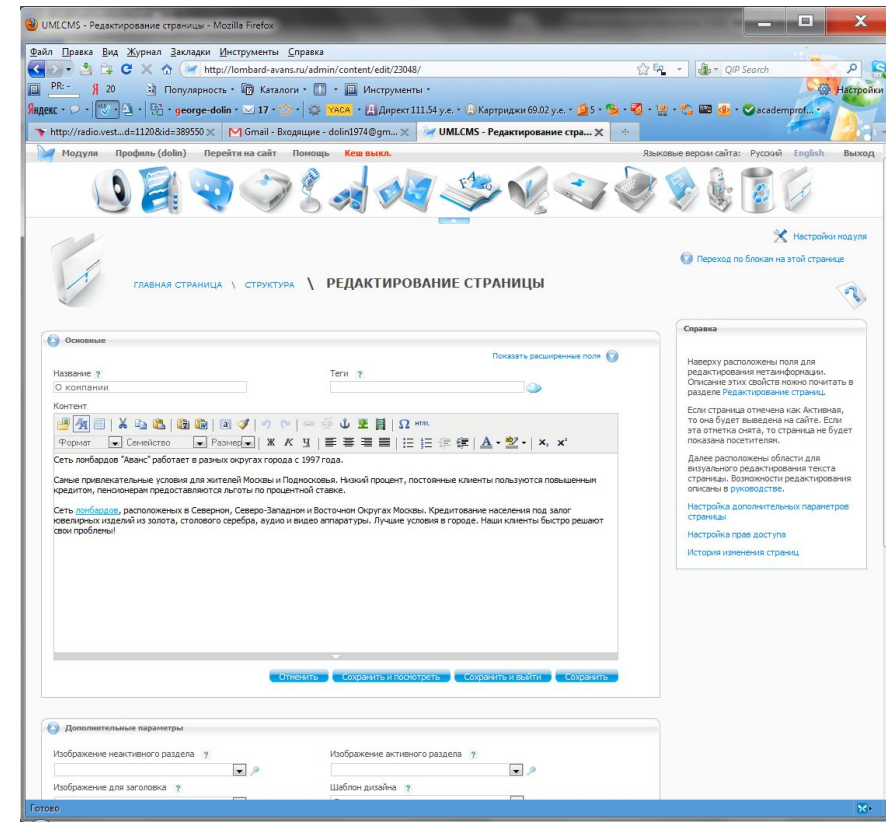 UMI.CMS - Редактирование страницы - Mozilla Firefox
Файл Правка Вид Журнал Закладки Инструменты Справка
http://lombard-avans.ru/admin/content/edit/23048/
QIP Search
PR: - Я 20 Популярность Каталоги Инструменты Настройки
Яндекс george-dolin 17 YACA Директ111.54 у.е. Картриджи69.02 у.е. 5 academprof...
http://radio.vest...d=1120&id=389550 Gmail - Входящие - dolin1974@gm... UMI.CMS - Редактирование стра...
Модули Профиль (dolin) Перейти на сайт Помощь Кеш выкл. Языковые версии сайта: Русский English Выход
Настройки модуля
Переход по блокам на этой странице
ГЛАВНАЯ СТРАНИЦА \ СТРУКТУРА \ РЕДАКТИРОВАНИЕ СТРАНИЦЫ
Основные
Показать расширенные поля
Название ?
Теги ?
О компании
Контент
HTML
Формат Семейство Размер Ж К Ч
Сеть ломбардов "Аванс" работает в разных округах города с 1997 года.
Самые привлекательные условия для жителей Москвы и Подмосковья. Низкий процент, постоянные клиенты пользуются повышенным
кредитом, пенсионерам предоставляются льготы по процентной ставке.
Сеть ломбардов, расположеных в Северном, Северо-Западном и Восточном Округах Москвы. Кредитование населения под залог
ювелирных изделий из золота, столового серебра, аудио и видео аппаратуры. Лучшие условия в городе. Наши клиенты быстро решают
свои проблемы!
Отменить Сохранить и посмотреть Сохранить и выйти Сохранить
Справка
Наверху расположены поля для
редактирования метаинформации.
Описание этих свойств можно почитать в
разделе Редактирование страниц.
Если страница отмечена как Активная,
то она будет выведена на сайте. Если
эта отметка снята, то страница не будет
показана посетителям.
Далее расположены области для
визуального редактирования текста
страницы. Возможности редактирования
описаны в руководстве.
Настройка дополнительных параметров
страницы
Настройка прав доступа
История изменения страниц
Дополнительные параметры
Изображение неактивного раздела ?
Изображение активного раздела ?
Изображение для заголовка ?
Шаблон дизайна ?
Готово